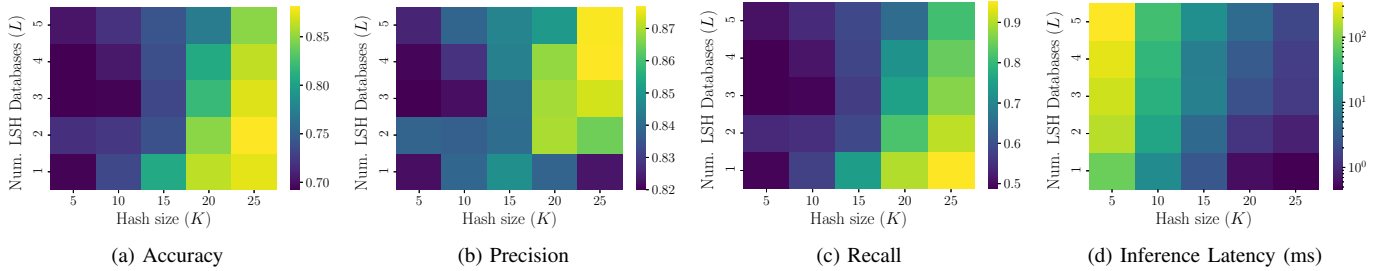 Num. LSH Databases (L)
5
4
3
2
1
5 10 15 20 25
Hash size (K)
0.85
0.80
0.75
0.70
(a) Accuracy
Num. LSH Databases (L)
5
4
3
2
1
5 10 15 20 25
Hash size (K)
0.87
0.86
0.85
0.84
0.83
0.82
(b) Precision
Num. LSH Databases (L)
5
4
3
2
1
5 10 15 20 25
Hash size (K)
0.9
0.8
0.7
0.6
0.5
(c) Recall
Num. LSH Databases (L)
5
4
3
2
1
5 10 15 20 25
Hash size (K)
10²
10¹
10⁰
(d) Inference Latency (ms)